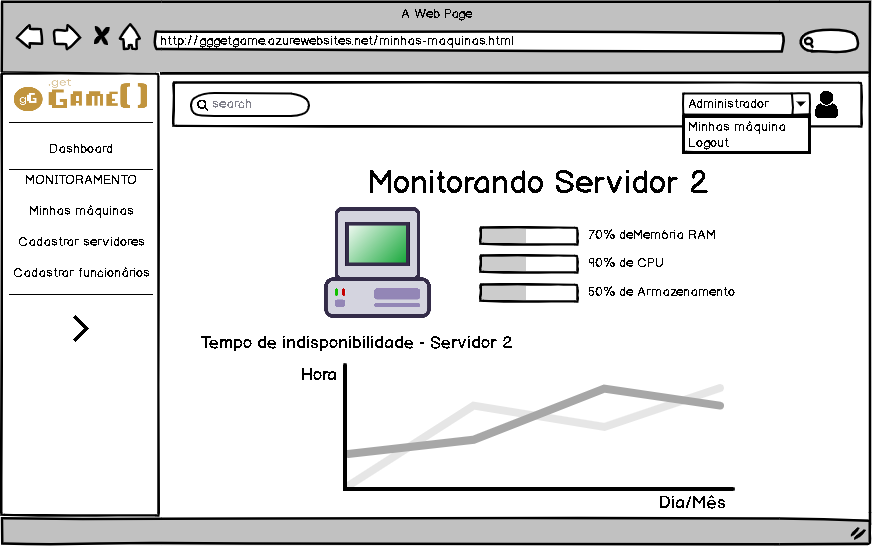 A Web Page
http://gggetgame.azurewebsites.net/minhas-maquinas.html
.get
gG GAME[]
search
Administrador
Minhas máquina
Logout
Dashboard
MONITORAMENTO
Minhas máquinas
Cadastrar servidores
Cadastrar funcionários
Monitorando Servidor 2
70% deMemória RAM
90% de CPU
50% de Armazenamento
Tempo de indisponibilidade - Servidor 2
Hora
Dia/Mês